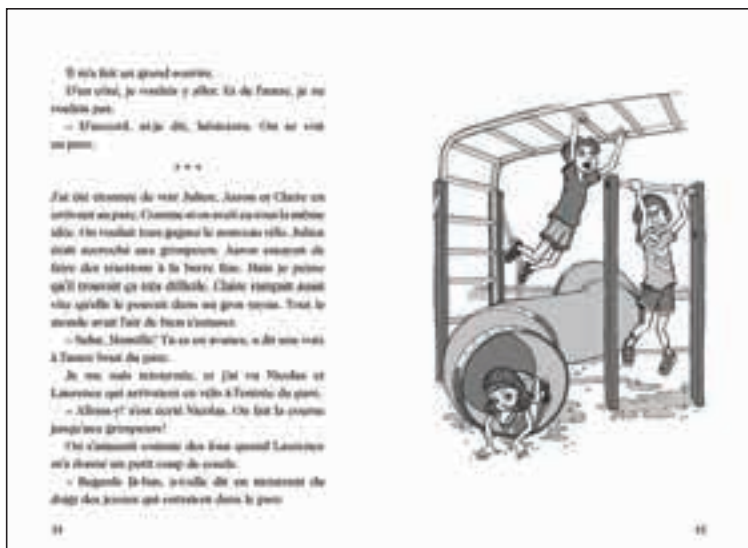 Il m'a fait un grand sourire.
D'un côté, je voulais y aller. Et de l'autre, je ne
voulais pas.
– D'accord, ai-je dit, hésitante. On se voit
au parc.
* * *
J'ai été étonnée de voir Julien, Aaron et Claire en
arrivant au parc. Comme si on avait eu tous la même
idée. On voulait tous gagner le nouveau vélo. Julien
était accroché aux grimpeurs. Aaron essayait de
faire des tractions à la barre fixe. Mais je pense
qu'il trouvait ça très difficile. Claire rampait aussi
vite qu'elle le pouvait dans un gros tuyau. Tout le
monde avait l'air de bien s'amuser.
– Salut, Tu es en avance, a dit une voix
à l'autre bout du parc.
Je me suis retournée, et j'ai vu Nicolas et
Laurence qui arrivaient en vélo à l'entrée du parc.
– Allons-y! s'est écrié Nicolas. On fait la course
jusqu'aux grimpeurs!
On s'amusait comme des fous quand Laurence
m'a donné un petit coup de coude.
– Regarde là-bas, a-t-elle dit en montrant du
doigt des jeunes qui entraient dans le parc.